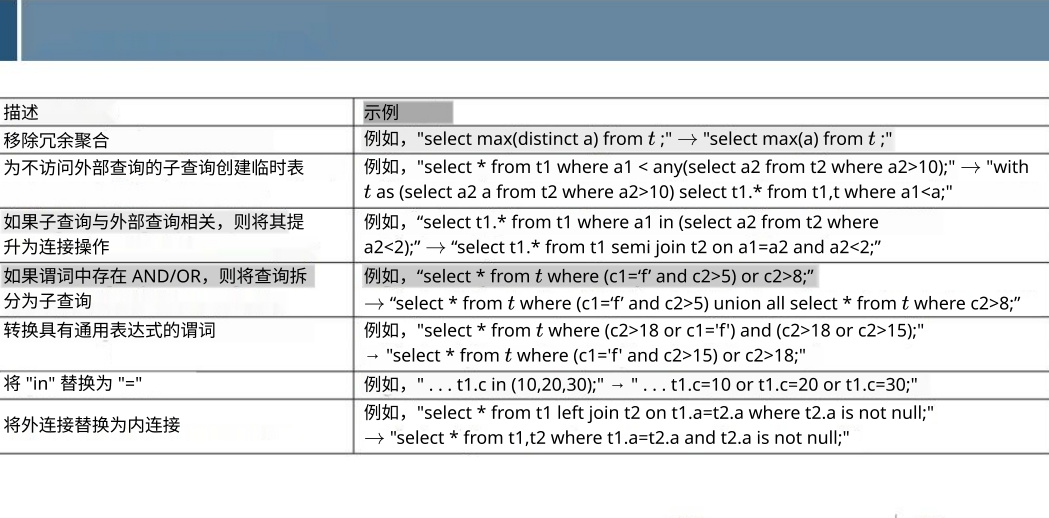 描述
示例
移除冗余聚合
例如，"select max(distinct a) from t ;" → "select max(a) from t ;"
为不访问外部查询的子查询创建临时表
例如，"select * from t1 where a1 < any(select a2 from t2 where a2>10);" → "with
t as (select a2 a from t2 where a2>10) select t1.* from t1,t where a1<a;"
如果子查询与外部查询相关，则将其提
升为连接操作
例如，“select t1.* from t1 where a1 in (select a2 from t2 where
a2<2);” → “select t1.* from t1 semi join t2 on a1=a2 and a2<2;”
如果谓词中存在 AND/OR，则将查询拆
分为子查询
例如，“select * from t where (c1=‘f’ and c2>5) or c2>8;”
→ “select * from t where (c1=‘f’ and c2>5) union all select * from t where c2>8;”
转换具有通用表达式的谓词
例如，"select * from t where (c2>18 or c1='f') and (c2>18 or c2>15);"
→ "select * from t where (c1='f' and c2>15) or c2>18;"
将 "in" 替换为 "="
例如，" . . . t1.c in (10,20,30);" → " . . . t1.c=10 or t1.c=20 or t1.c=30;"
将外连接替换为内连接
例如，"select * from t1 left join t2 on t1.a=t2.a where t2.a is not null;"
→ "select * from t1,t2 where t1.a=t2.a and t2.a is not null;"